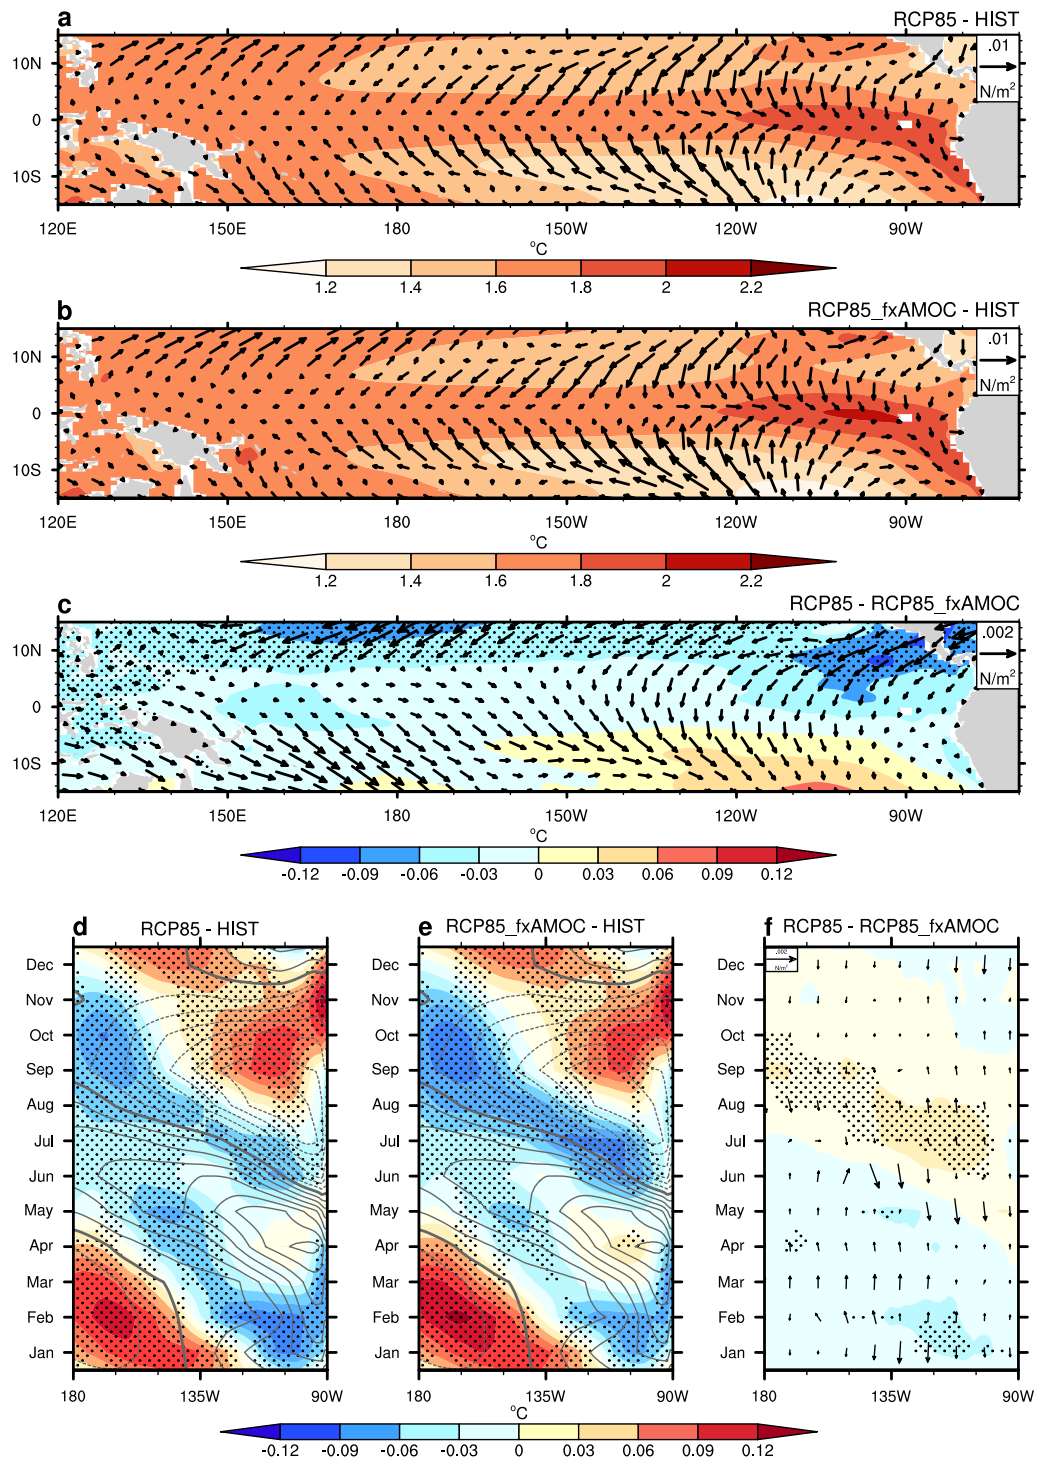 a RCP85 - HIST
.01
N/m²
10N
0
10S
120E 150E 180 150W 120W 90W
°C
1.2 1.4 1.6 1.8 2 2.2
b RCP85_fxAMOC - HIST
.01
N/m²
10N
0
10S
120E 150E 180 150W 120W 90W
°C
1.2 1.4 1.6 1.8 2 2.2
c RCP85 - RCP85_fxAMOC
.002
N/m²
10N
0
10S
120E 150E 180 150W 120W 90W
°C
-0.12 -0.09 -0.06 -0.03 0 0.03 0.06 0.09 0.12
d RCP85 - HIST
Dec
Nov
Oct
Sep
Aug
Jul
Jun
May
Apr
Mar
Feb
Jan
180 135W 90W
e RCP85_fxAMOC - HIST
Dec
Nov
Oct
Sep
Aug
Jul
Jun
May
Apr
Mar
Feb
Jan
180 135W 90W
f RCP85 - RCP85_fxAMOC
.002
N/m²
Dec
Nov
Oct
Sep
Aug
Jul
Jun
May
Apr
Mar
Feb
Jan
180 135W 90W
°C
-0.12 -0.09 -0.06 -0.03 0 0.03 0.06 0.09 0.12